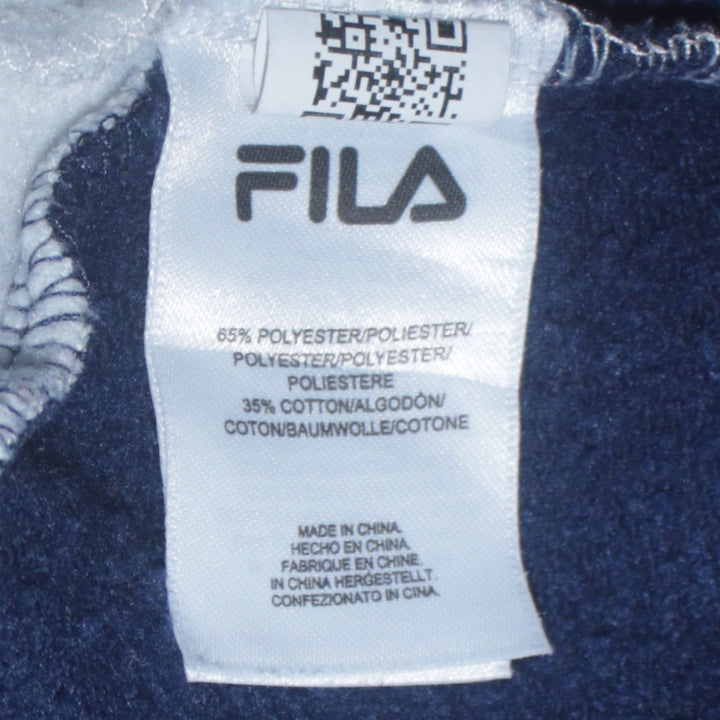 FILA
65% POLYESTER/POLIESTER/
POLYESTER/POLYESTER/
POLIESTERE
35% COTTON/ALGODÓN/
COTON/BAUMWOLLE/COTONE
MADE IN CHINA.
HECHO EN CHINA.
FABRIQUE EN CHINE.
IN CHINA HERGESTELLT.
CONFEZIONATO IN CINA.